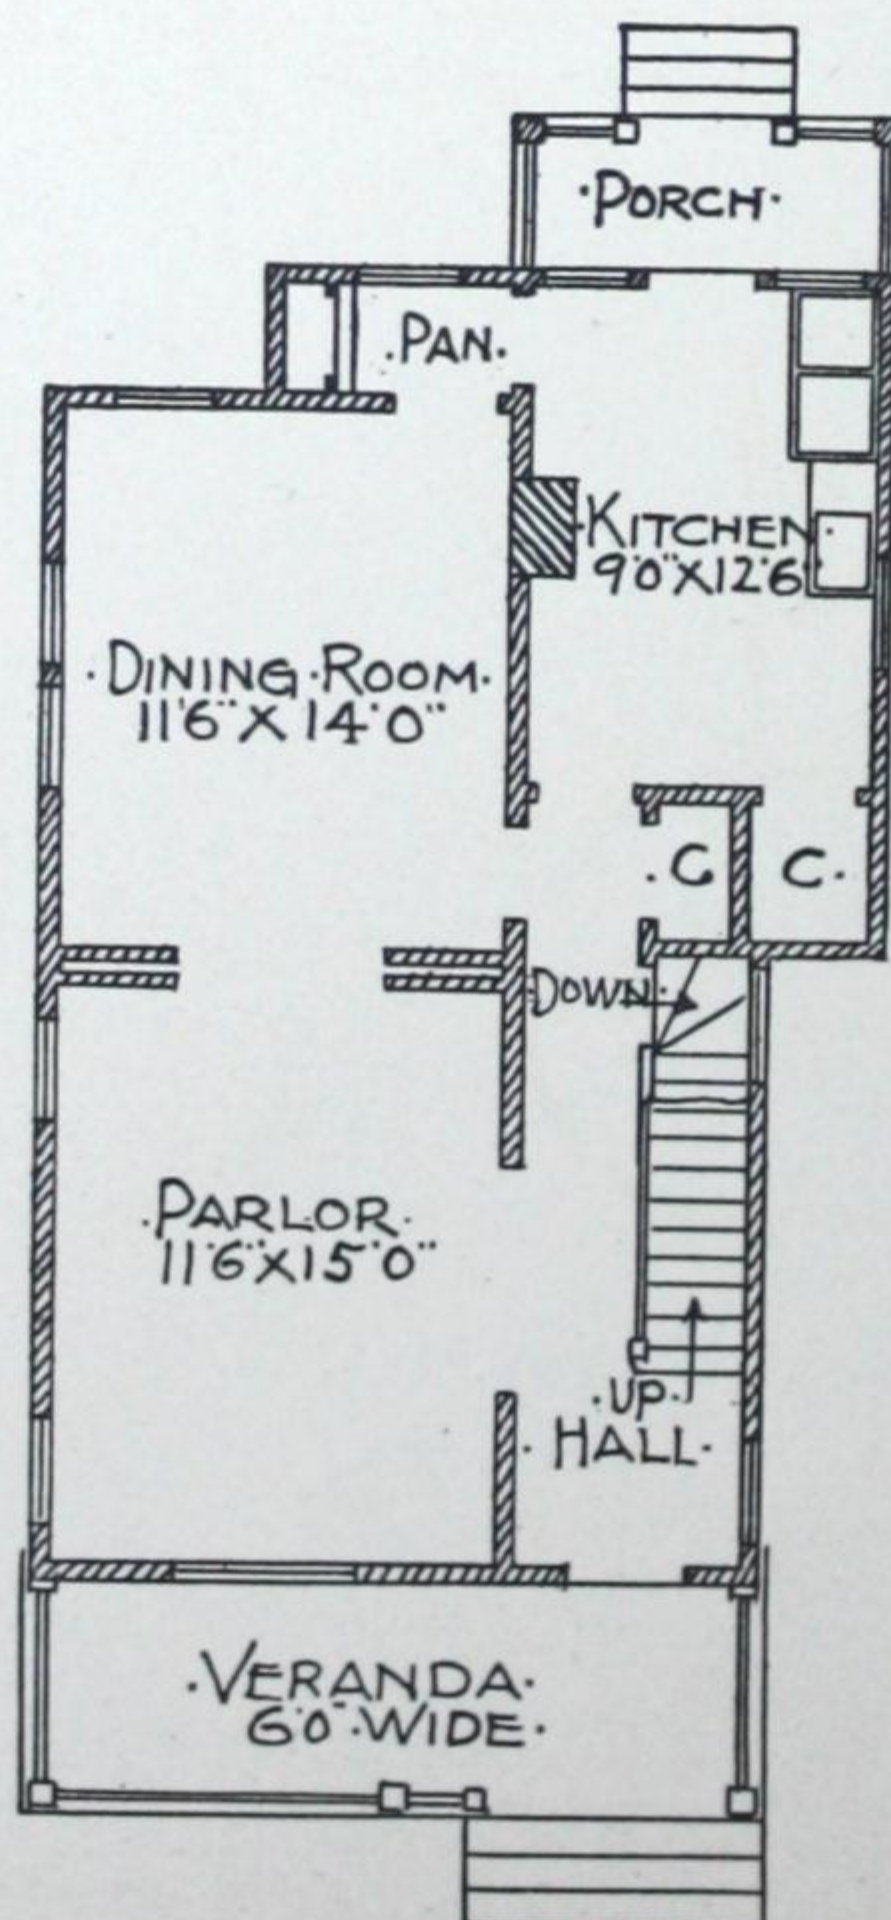 ·PORCH·
·PAN·
·KITCHEN·
9'0"X12'6"
·DINING·ROOM·
11'6"X14'0"
·C
C·
·DOWN·
·PARLOR·
11'6"X15'0"
·UP·
·HALL·
·VERANDA·
6'0"·WIDE·